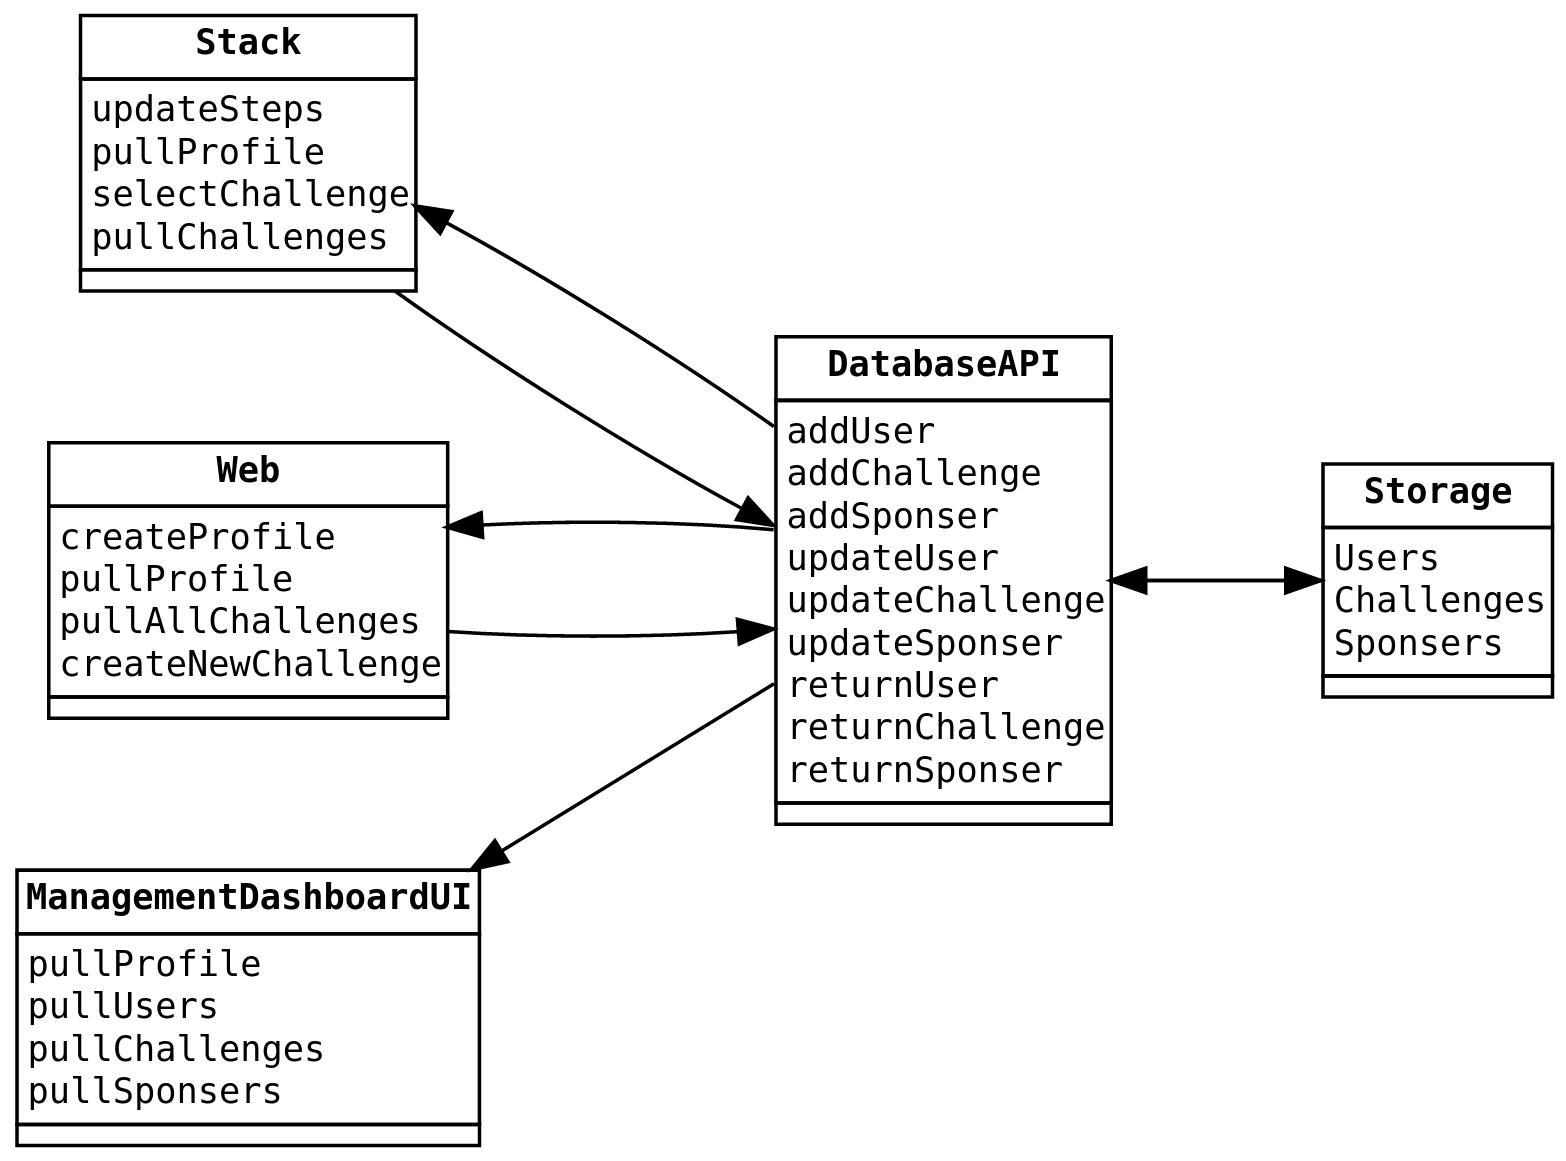 Stack
updateSteps
pullProfile
selectChallenge
pullChallenges
Web
createProfile
pullProfile
pullAllChallenges
createNewChallenge
ManagementDashboardUI
pullProfile
pullUsers
pullChallenges
pullSponsers
DatabaseAPI
addUser
addChallenge
addSponser
updateUser
updateChallenge
updateSponser
returnUser
returnChallenge
returnSponser
Storage
Users
Challenges
Sponsers